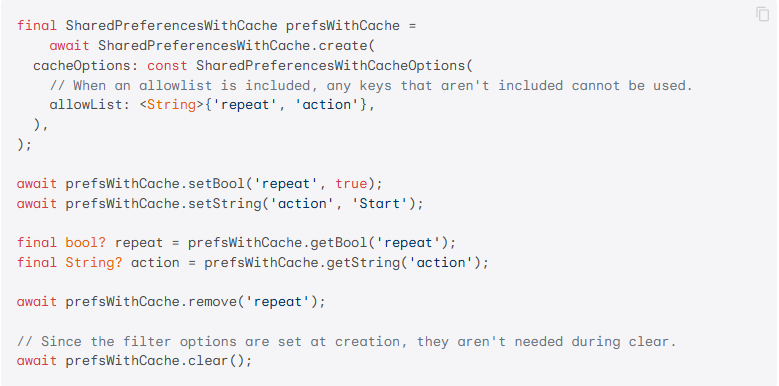 final SharedPreferencesWithCache prefsWithCache =
    await SharedPreferencesWithCache.create(
  cacheOptions: const SharedPreferencesWithCacheOptions(
    // When an allowlist is included, any keys that aren't included cannot be used.
    allowList: <String>{'repeat', 'action'},
  ),
);

await prefsWithCache.setBool('repeat', true);
await prefsWithCache.setString('action', 'Start');

final bool? repeat = prefsWithCache.getBool('repeat');
final String? action = prefsWithCache.getString('action');

await prefsWithCache.remove('repeat');

// Since the filter options are set at creation, they aren't needed during clear.
await prefsWithCache.clear();